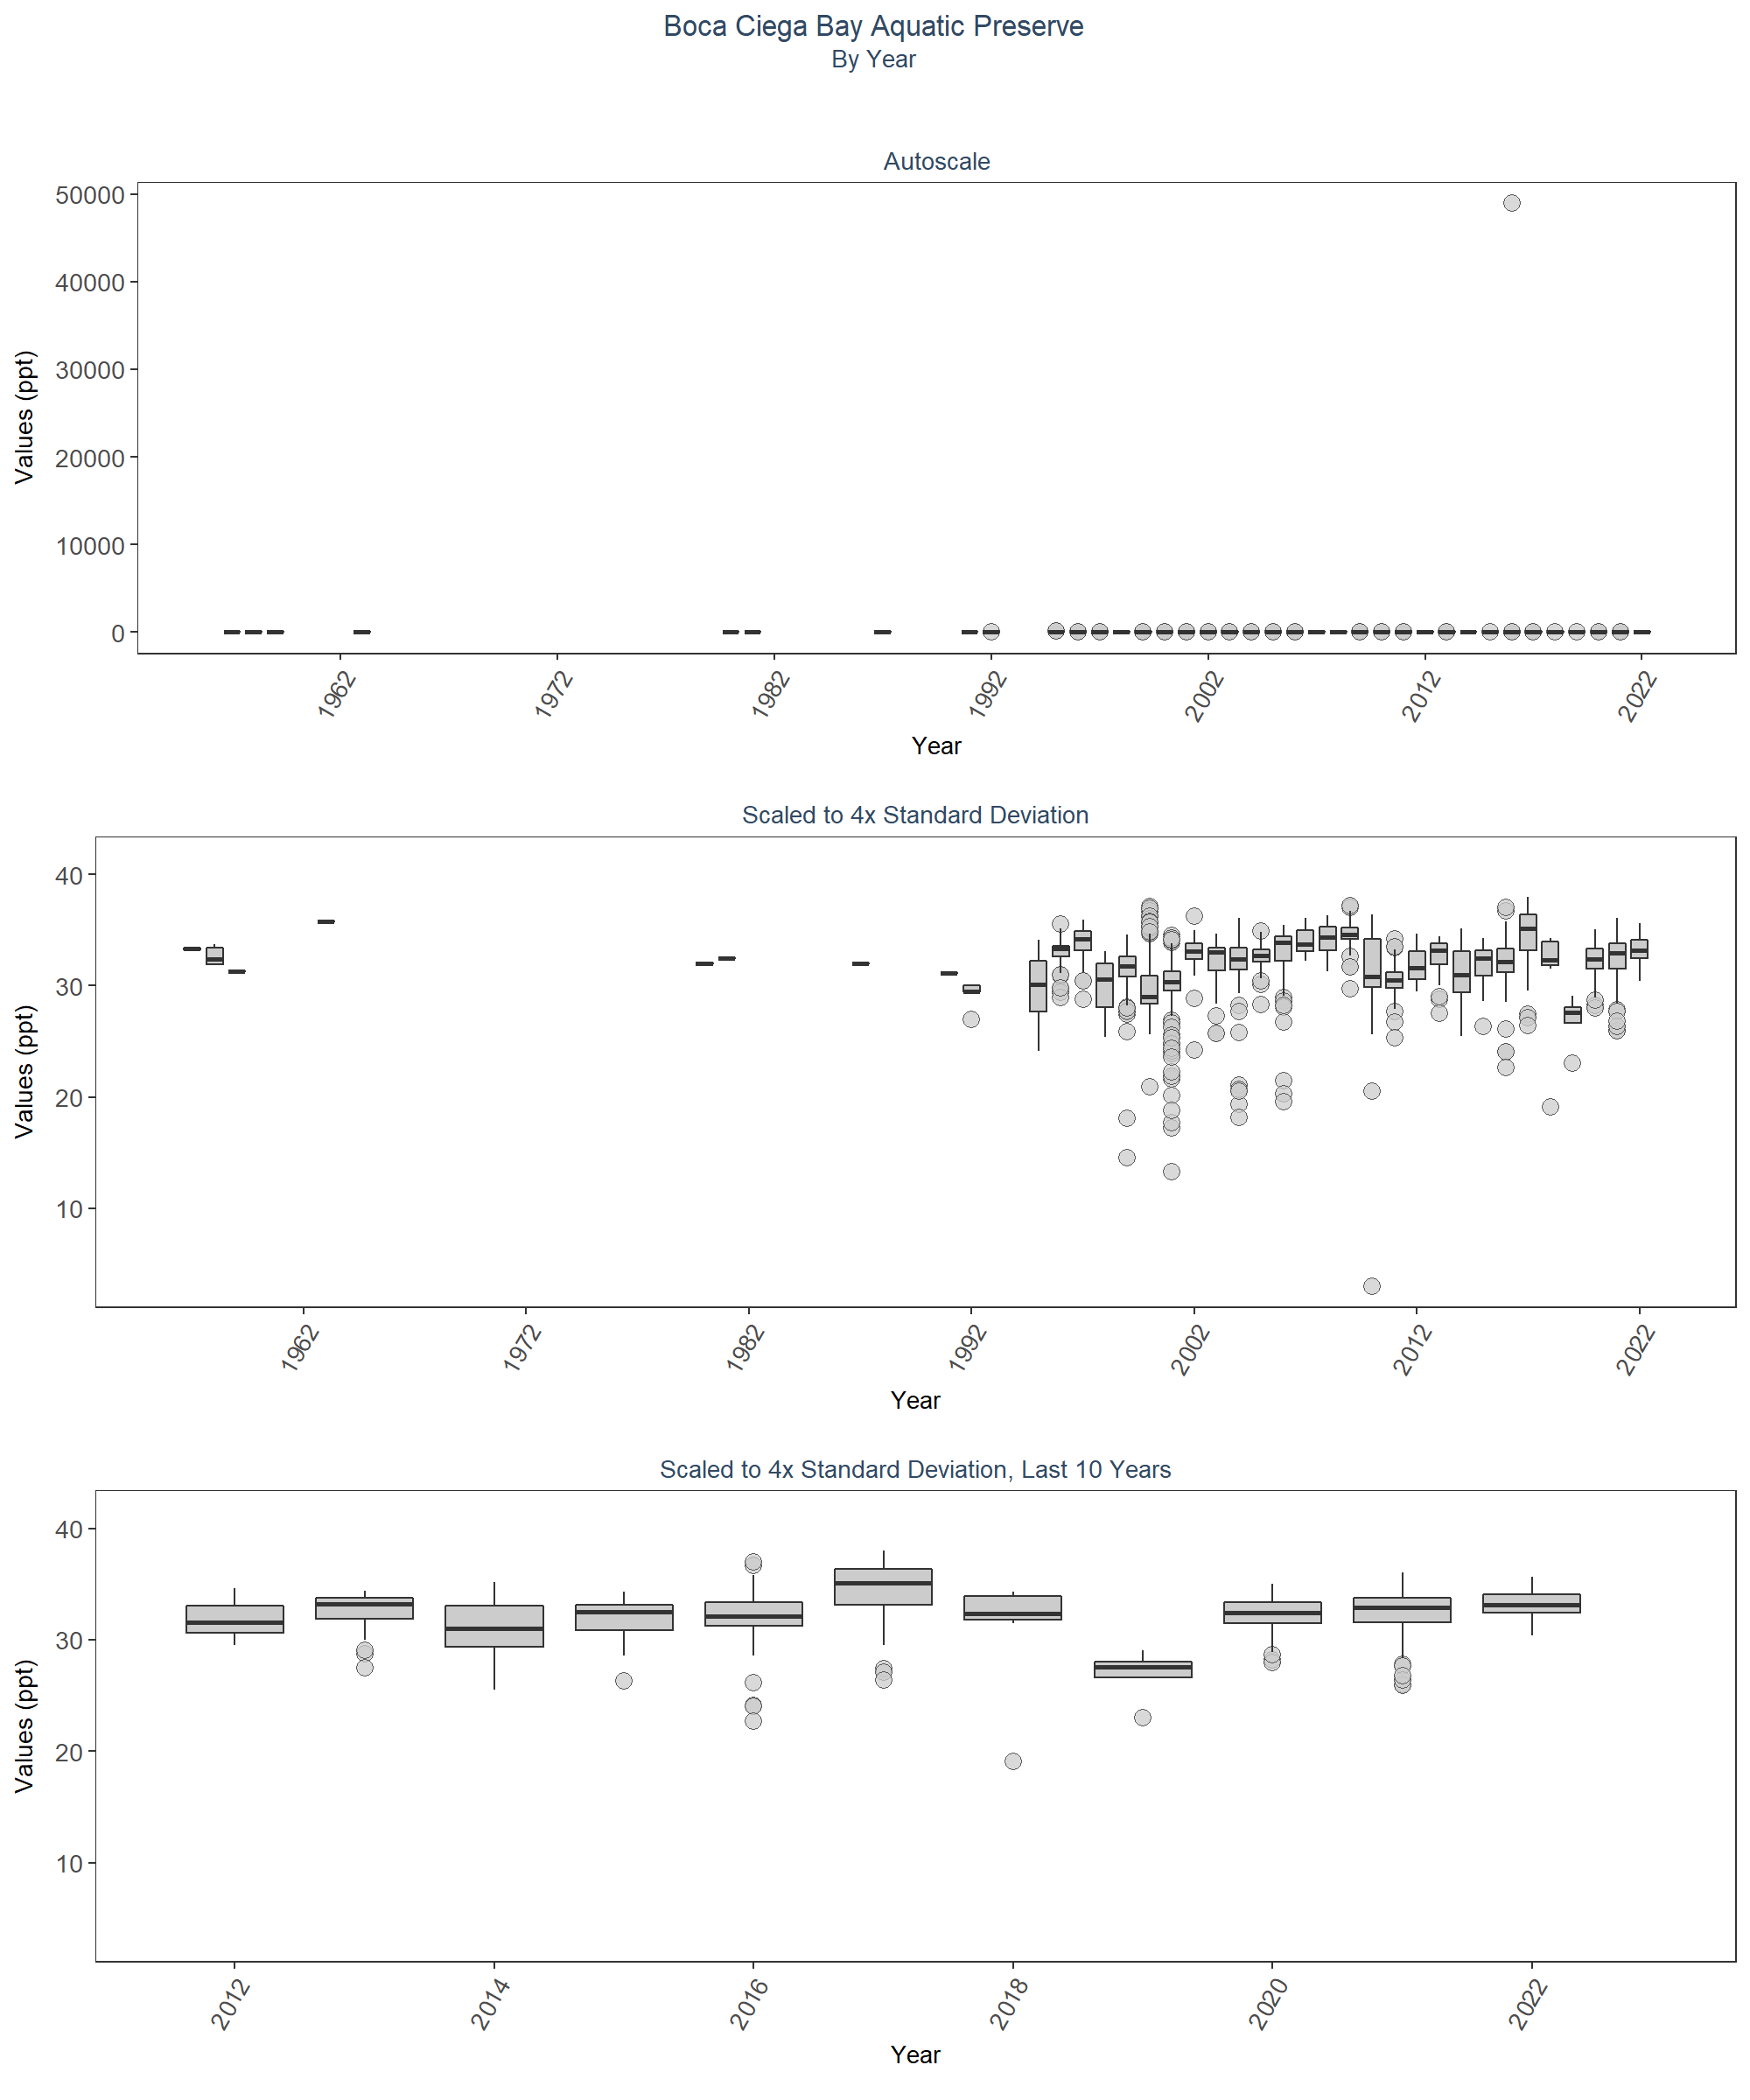 Boca Ciega Bay Aquatic Preserve
By Year
Autoscale
Values (ppt)
50000
40000
30000
20000
10000
0
1962 1972 1982 1992 2002 2012 2022
Year
Scaled to 4x Standard Deviation
Values (ppt)
40
30
20
10
1962 1972 1982 1992 2002 2012 2022
Year
Scaled to 4x Standard Deviation, Last 10 Years
Values (ppt)
40
30
20
10
2012 2014 2016 2018 2020 2022
Year